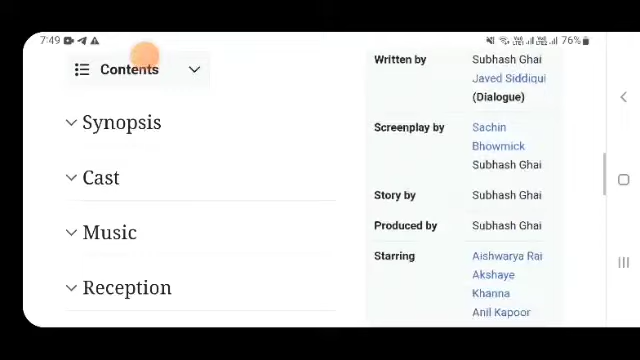 7:49
76%
Contents
Synopsis
Cast
Music
Reception
Written by Subhash Ghai
Javed Siddiqui
(Dialogue)
Screenplay by Sachin
Bhowmick
Subhash Ghai
Story by Subhash Ghai
Produced by Subhash Ghai
Starring Aishwarya Rai
Akshaye
Khanna
Anil Kapoor